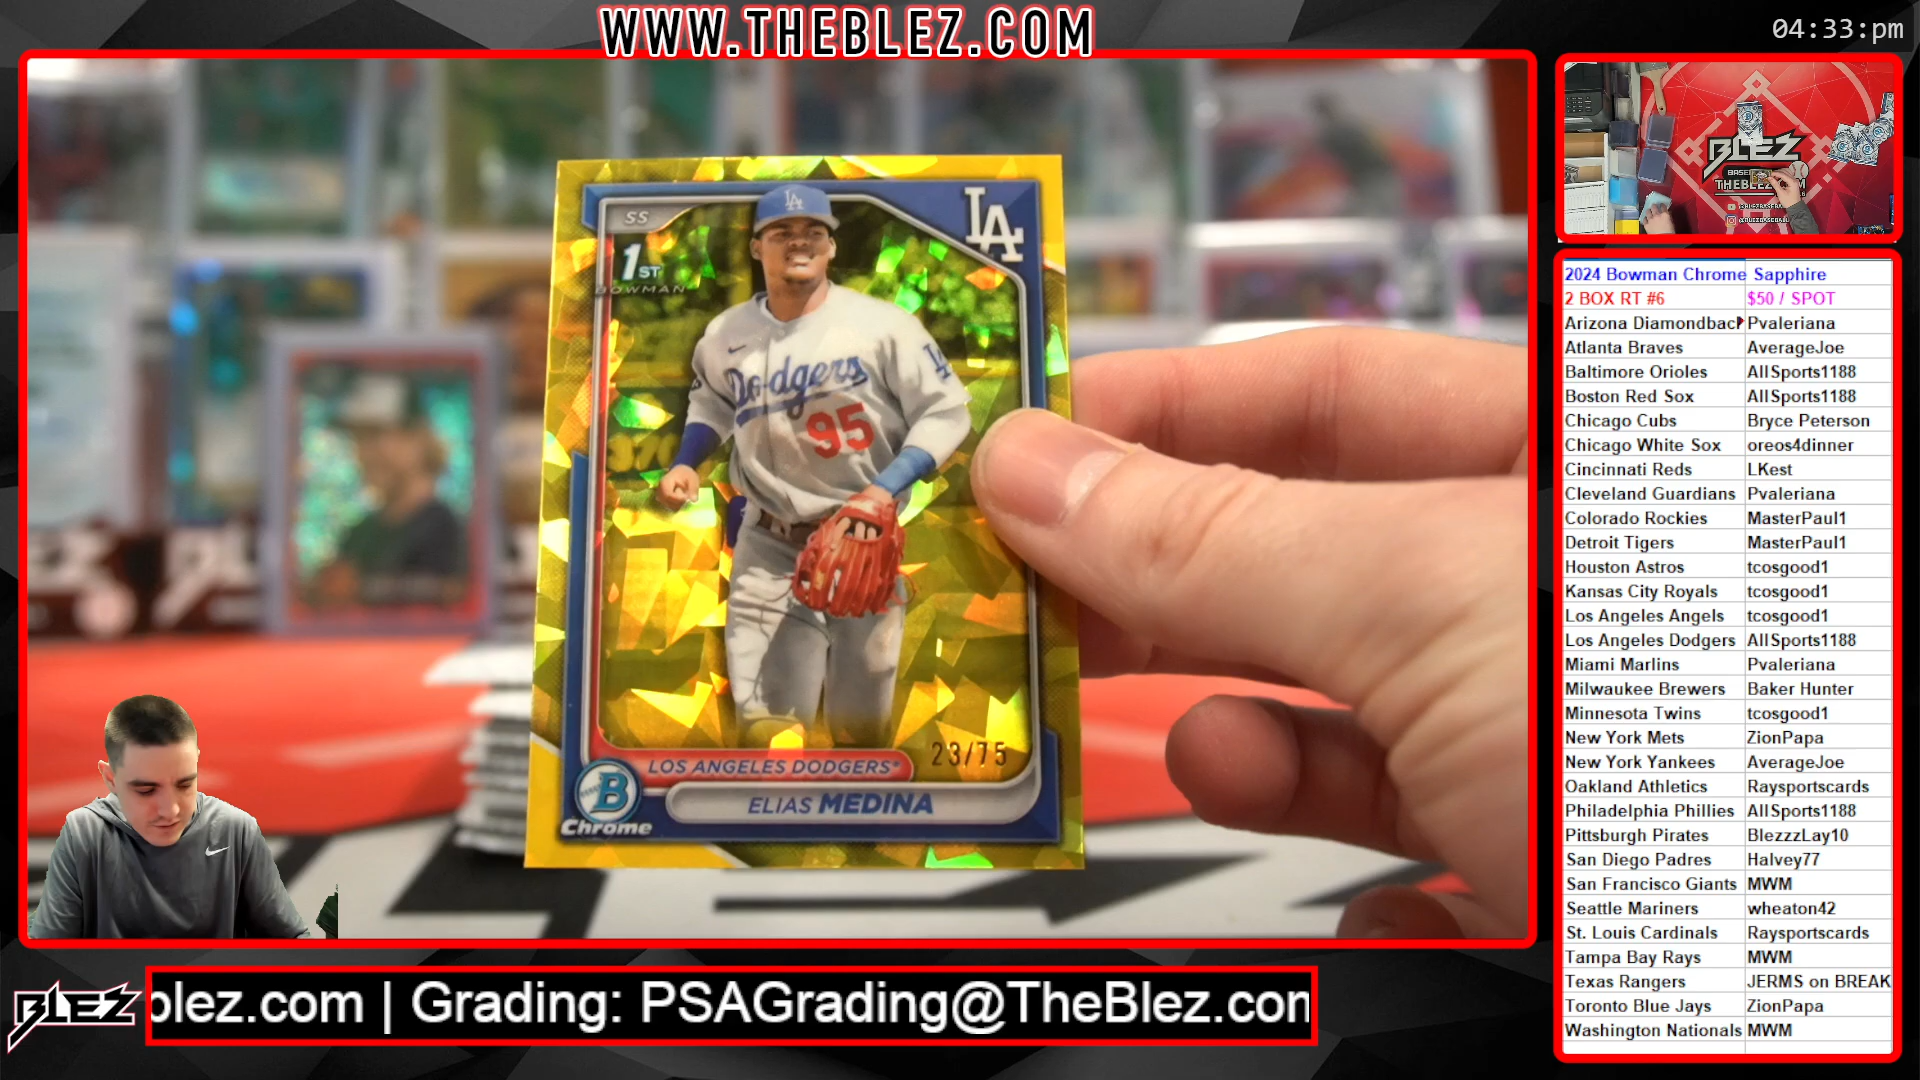 WWW.THEBLEZ.COM
04:33:pm
SS
LA
1ST
BOWMAN
LA
Dodgers
95
23/75
LOS ANGELES DODGERS
B
Chrome
ELIAS MEDINA
BLEZ
THEBLEZ
2024 Bowman Chrome Sapphire
2 BOX RT #6 $50 / SPOT
Arizona Diamondbac Pvaleriana
Atlanta Braves AverageJoe
Baltimore Orioles AllSports1188
Boston Red Sox AllSports1188
Chicago Cubs Bryce Peterson
Chicago White Sox oreos4dinner
Cincinnati Reds LKest
Cleveland Guardians Pvaleriana
Colorado Rockies MasterPaul1
Detroit Tigers MasterPaul1
Houston Astros tcosgood1
Kansas City Royals tcosgood1
Los Angeles Angels tcosgood1
Los Angeles Dodgers AllSports1188
Miami Marlins Pvaleriana
Milwaukee Brewers Baker Hunter
Minnesota Twins tcosgood1
New York Mets ZionPapa
New York Yankees AverageJoe
Oakland Athletics Raysportscards
Philadelphia Phillies AllSports1188
Pittsburgh Pirates BlezzzLay10
San Diego Padres Halvey77
San Francisco Giants MWM
Seattle Mariners wheaton42
St. Louis Cardinals Raysportscards
Tampa Bay Rays MWM
Texas Rangers JERMS on BREAK
Toronto Blue Jays ZionPapa
Washington Nationals MWM
BLEZ
blez.com | Grading: PSAGrading@TheBlez.com